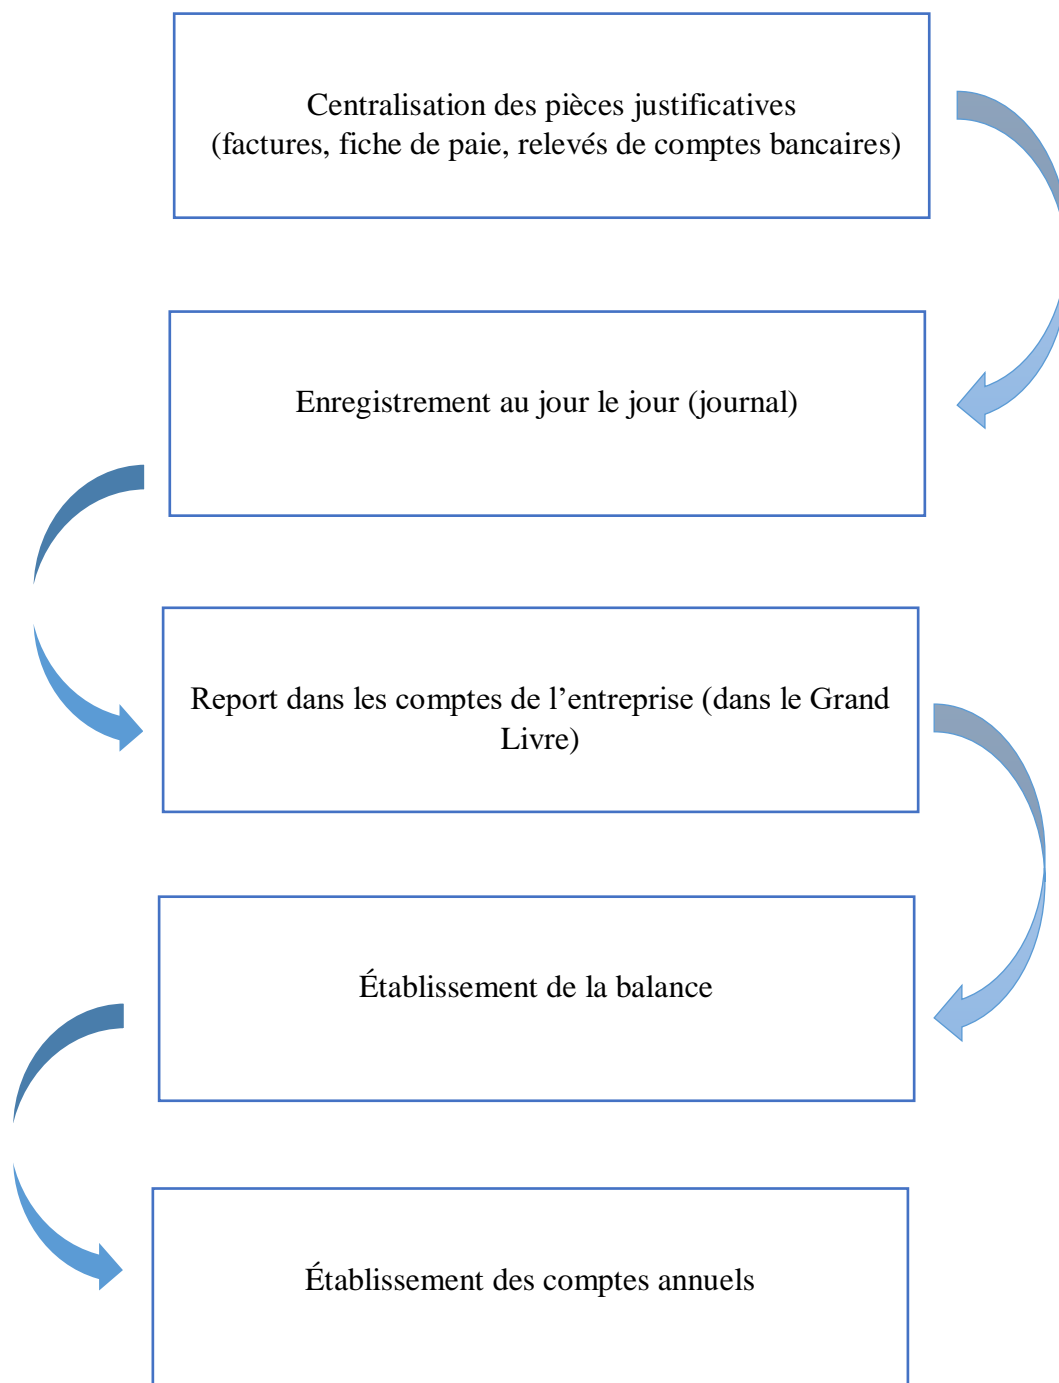 Centralisation des pièces justificatives
(factures, fiche de paie, relevés de comptes bancaires)
Enregistrement au jour le jour (journal)
Report dans les comptes de l’entreprise (dans le Grand
Livre)
Établissement de la balance
Établissement des comptes annuels